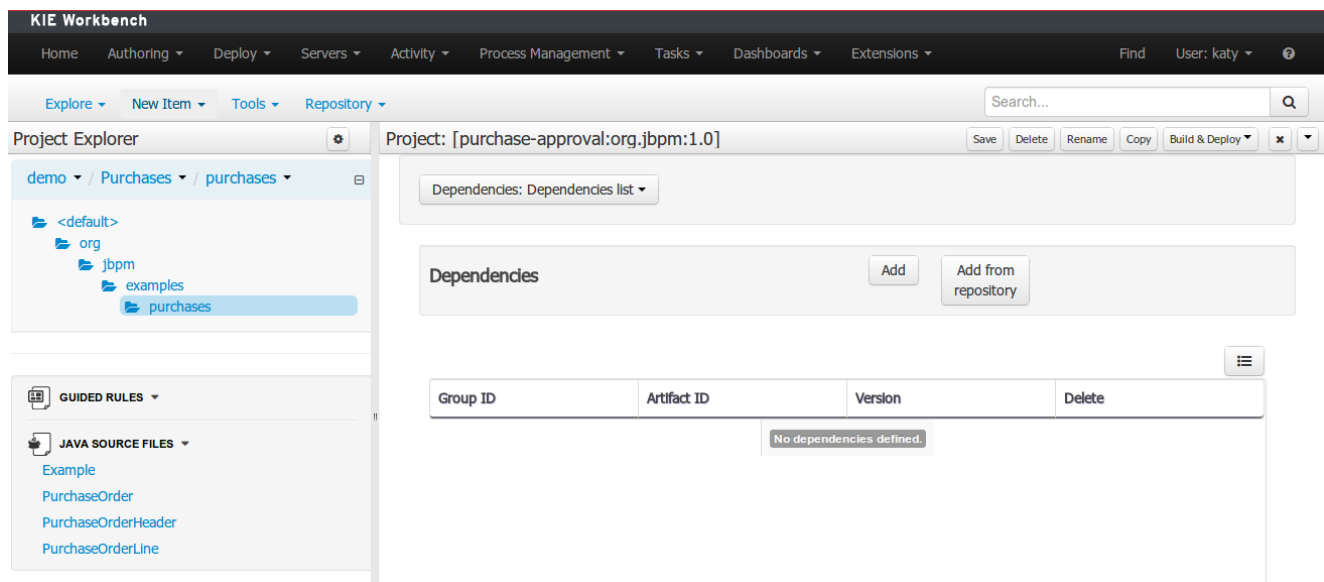 KIE Workbench
Home Authoring Deploy Servers Activity Process Management Tasks Dashboards Extensions Find User: katy
Explore New Item Tools Repository Search...
Project Explorer
Project: [purchase-approval:org.jbpm:1.0] Save Delete Rename Copy Build & Deploy
demo / Purchases / purchases
<default>
org
jbpm
examples
purchases
GUIDED RULES
JAVA SOURCE FILES
Example
PurchaseOrder
PurchaseOrderHeader
PurchaseOrderLine
Dependencies: Dependencies list
Dependencies Add Add from
repository
Group ID Artifact ID Version Delete
No dependencies defined.